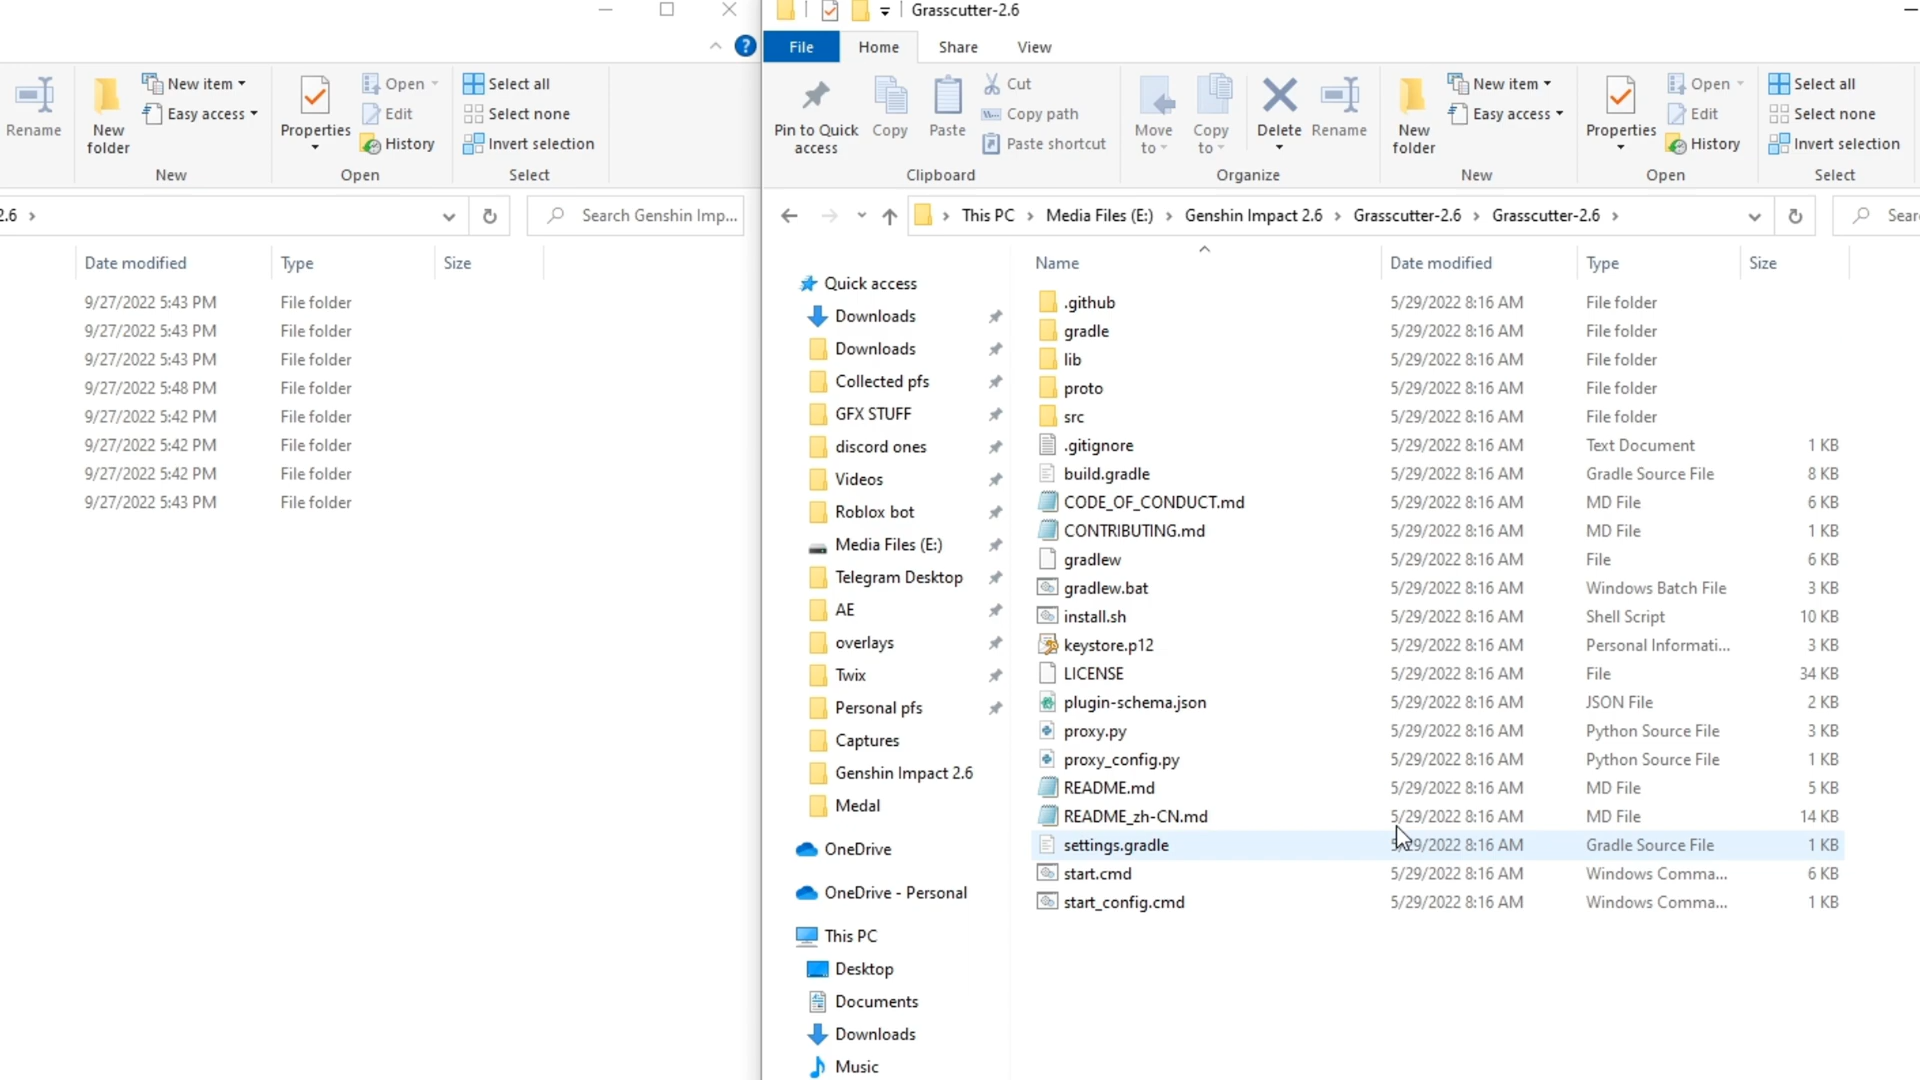 Rename
New folder
New item
Easy access
New
Properties
Open
Edit
History
Open
Select all
Select none
Invert selection
Select
2.6
Search Genshin Imp...
Date modified Type Size
9/27/2022 5:43 PM File folder
9/27/2022 5:43 PM File folder
9/27/2022 5:43 PM File folder
9/27/2022 5:48 PM File folder
9/27/2022 5:42 PM File folder
9/27/2022 5:42 PM File folder
9/27/2022 5:42 PM File folder
9/27/2022 5:43 PM File folder
Grasscutter-2.6
File Home Share View
Pin to Quick access
Copy
Paste
Cut
Copy path
Paste shortcut
Clipboard
Move to
Copy to
Delete
Rename
Organize
New folder
New item
Easy access
New
Properties
Open
Edit
History
Open
Select all
Select none
Invert selection
Select
This PC Media Files (E:) Genshin Impact 2.6 Grasscutter-2.6 Grasscutter-2.6
Quick access
Downloads
Downloads
Collected pfs
GFX STUFF
discord ones
Videos
Roblox bot
Media Files (E:)
Telegram Desktop
AE
overlays
Twix
Personal pfs
Captures
Genshin Impact 2.6
Medal
OneDrive
OneDrive - Personal
This PC
Desktop
Documents
Downloads
Music
Name Date modified Type Size
.github 5/29/2022 8:16 AM File folder
gradle 5/29/2022 8:16 AM File folder
lib 5/29/2022 8:16 AM File folder
proto 5/29/2022 8:16 AM File folder
src 5/29/2022 8:16 AM File folder
.gitignore 5/29/2022 8:16 AM Text Document 1 KB
build.gradle 5/29/2022 8:16 AM Gradle Source File 8 KB
CODE_OF_CONDUCT.md 5/29/2022 8:16 AM MD File 6 KB
CONTRIBUTING.md 5/29/2022 8:16 AM MD File 1 KB
gradlew 5/29/2022 8:16 AM File 6 KB
gradlew.bat 5/29/2022 8:16 AM Windows Batch File 3 KB
install.sh 5/29/2022 8:16 AM Shell Script 10 KB
keystore.p12 5/29/2022 8:16 AM Personal Informati... 3 KB
LICENSE 5/29/2022 8:16 AM File 34 KB
plugin-schema.json 5/29/2022 8:16 AM JSON File 2 KB
proxy.py 5/29/2022 8:16 AM Python Source File 3 KB
proxy_config.py 5/29/2022 8:16 AM Python Source File 1 KB
README.md 5/29/2022 8:16 AM MD File 5 KB
README_zh-CN.md 5/29/2022 8:16 AM MD File 14 KB
settings.gradle 5/29/2022 8:16 AM Gradle Source File 1 KB
start.cmd 5/29/2022 8:16 AM Windows Comma... 6 KB
start_config.cmd 5/29/2022 8:16 AM Windows Comma... 1 KB